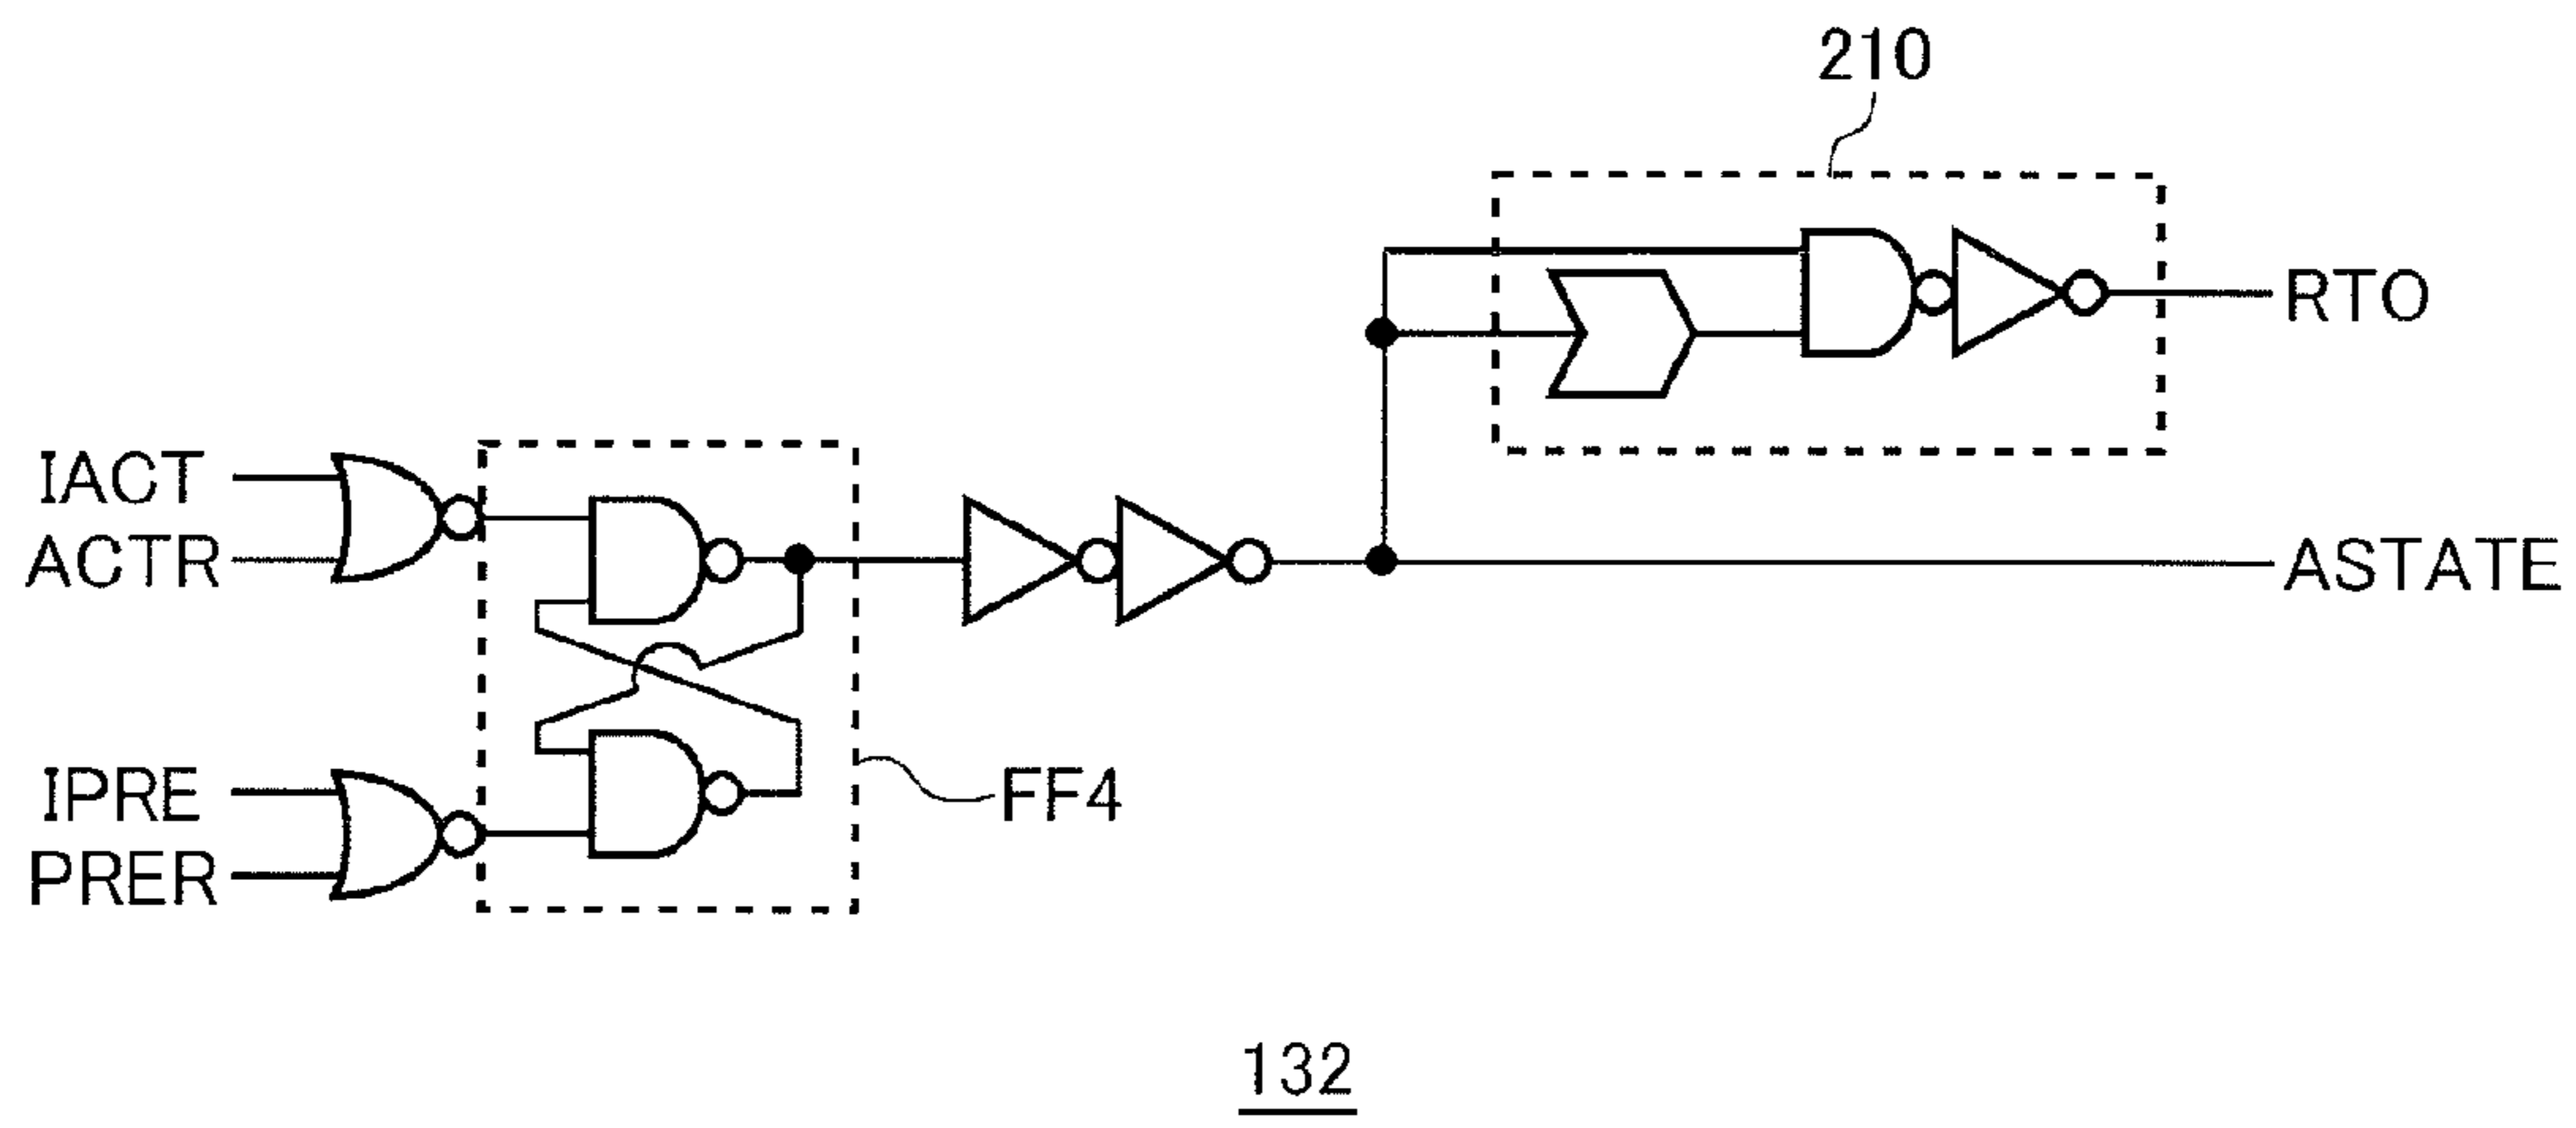 210
RTO
IACT
ACTR
ASTATE
IPRE
PRER
FF4
132